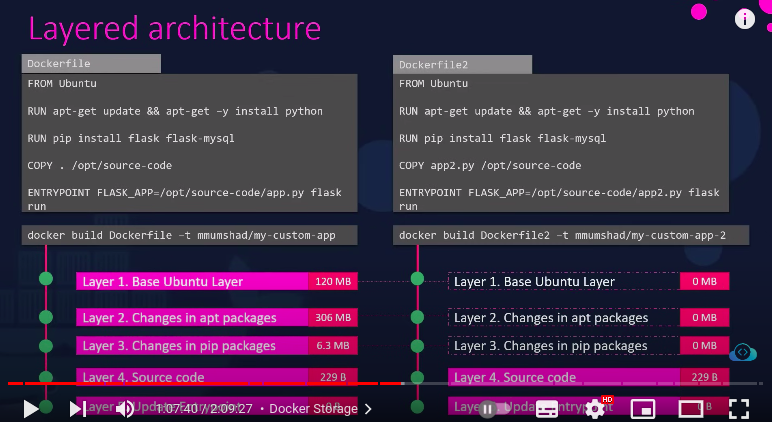 Layered architecture
Dockerfile
FROM Ubuntu
RUN apt-get update && apt-get –y install python
RUN pip install flask flask-mysql
COPY . /opt/source-code
ENTRYPOINT FLASK_APP=/opt/source-code/app.py flask
run
docker build Dockerfile –t mmumshad/my-custom-app
Layer 1. Base Ubuntu Layer 120 MB
Layer 2. Changes in apt packages 306 MB
Layer 3. Changes in pip packages 6.3 MB
Layer 4. Source code 229 B
Dockerfile2
FROM Ubuntu
RUN apt-get update && apt-get –y install python
RUN pip install flask flask-mysql
COPY app2.py /opt/source-code
ENTRYPOINT FLASK_APP=/opt/source-code/app2.py flask
run
docker build Dockerfile2 –t mmumshad/my-custom-app-2
Layer 1. Base Ubuntu Layer 0 MB
Layer 2. Changes in apt packages 0 MB
Layer 3. Changes in pip packages 0 MB
Layer 4. Source code 229 B
1:07:40 / 2:09:27 • Docker Storage
HD